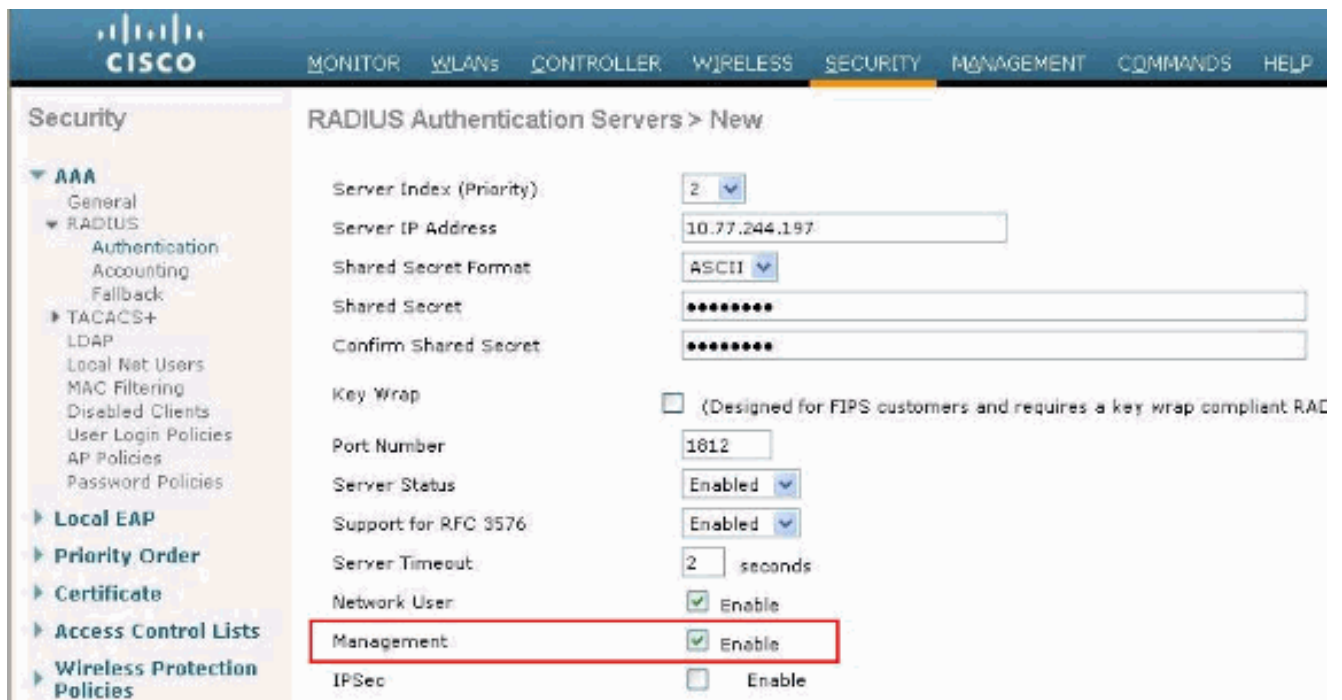 CISCO
MONITOR WLANs CONTROLLER WIRELESS SECURITY MANAGEMENT COMMANDS HELP
Security
AAA
General
RADIUS
Authentication
Accounting
Fallback
TACACS+
LDAP
Local Net Users
MAC Filtering
Disabled Clients
User Login Policies
AP Policies
Password Policies
Local EAP
Priority Order
Certificate
Access Control Lists
Wireless Protection
Policies
RADIUS Authentication Servers > New
Server Index (Priority) 2
Server IP Address 10.77.244.197
Shared Secret Format ASCII
Shared Secret ••••••••
Confirm Shared Secret ••••••••
Key Wrap (Designed for FIPS customers and requires a key wrap compliant RAD
Port Number 1812
Server Status Enabled
Support for RFC 3576 Enabled
Server Timeout 2 seconds
Network User Enable
Management Enable
IPSec Enable